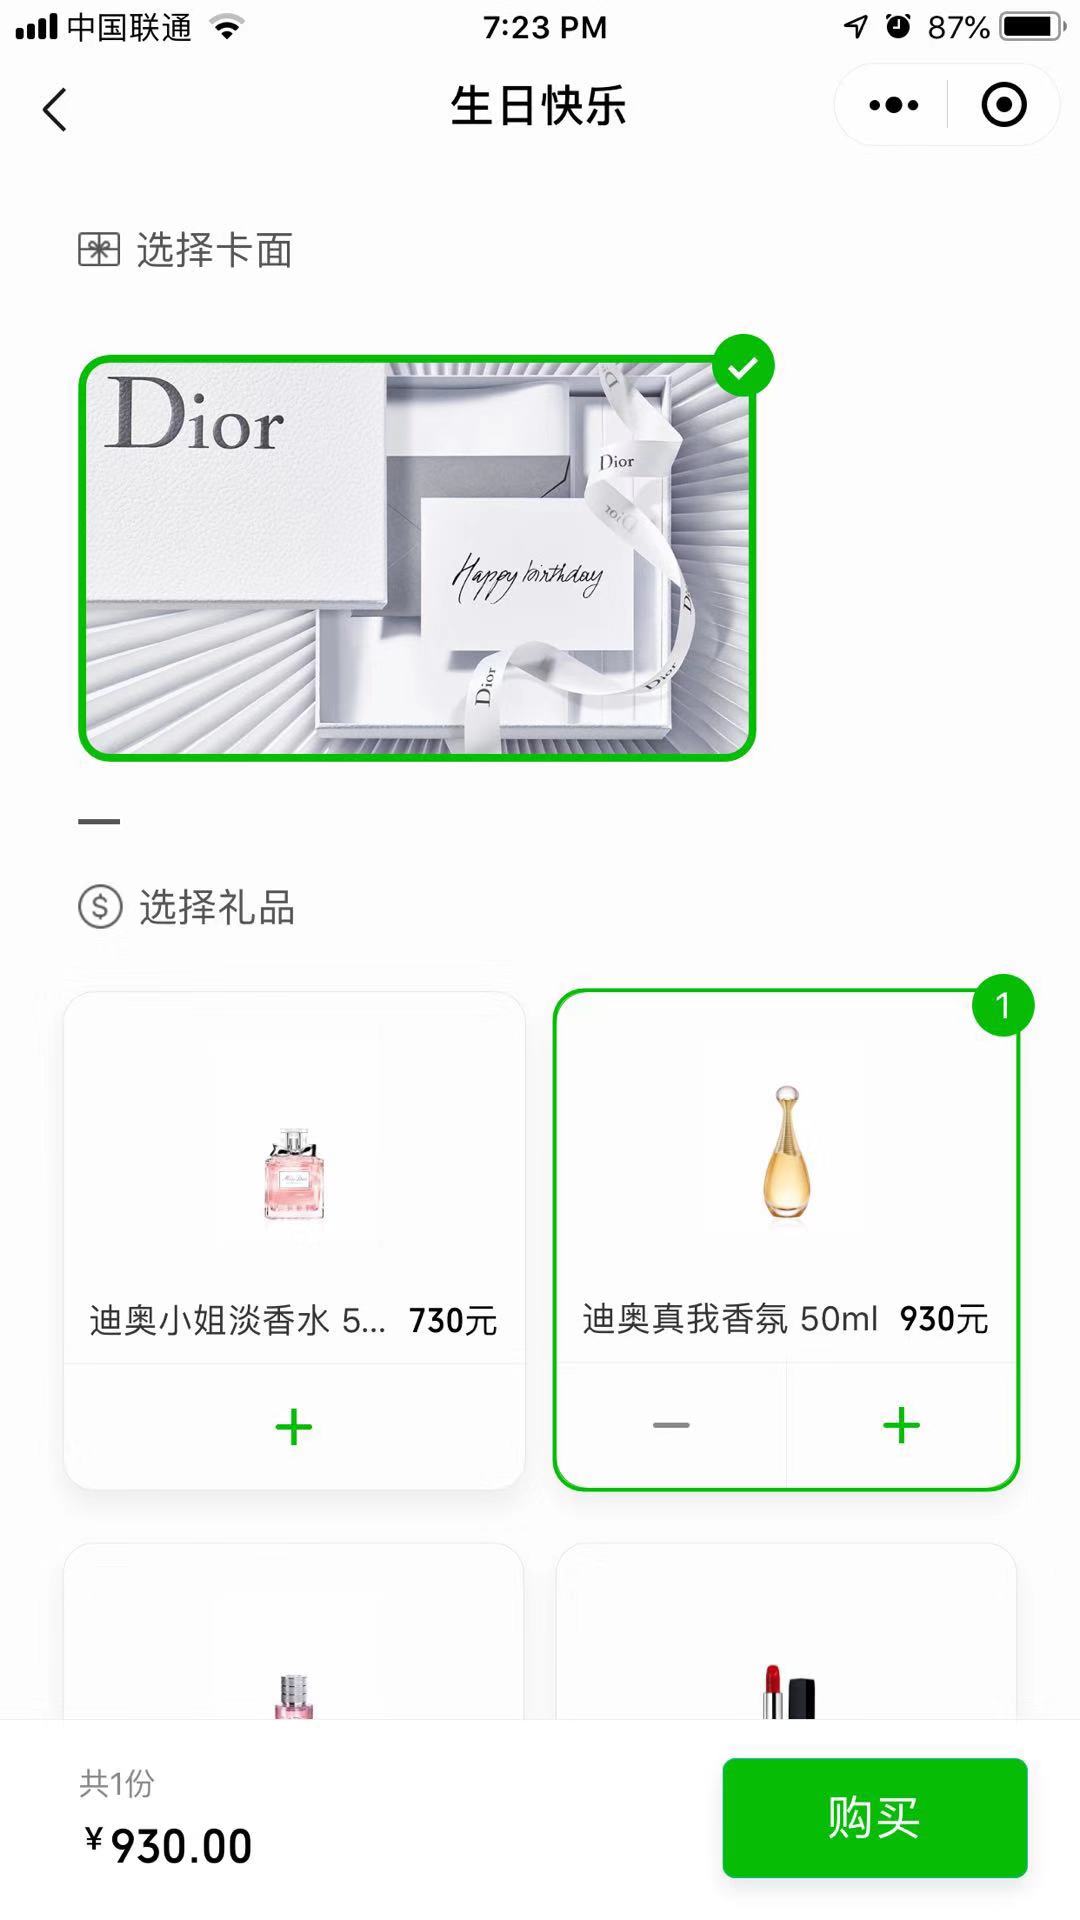 中国联通
7:23 PM
87%
生日快乐
选择卡面
Dior
Dior
Dior
Happy birthday
Dior
Dior
选择礼品
1
Miss Dior
迪奥小姐淡香水 5... 730元
迪奥真我香氛 50ml 930元
共1份
¥930.00
购买